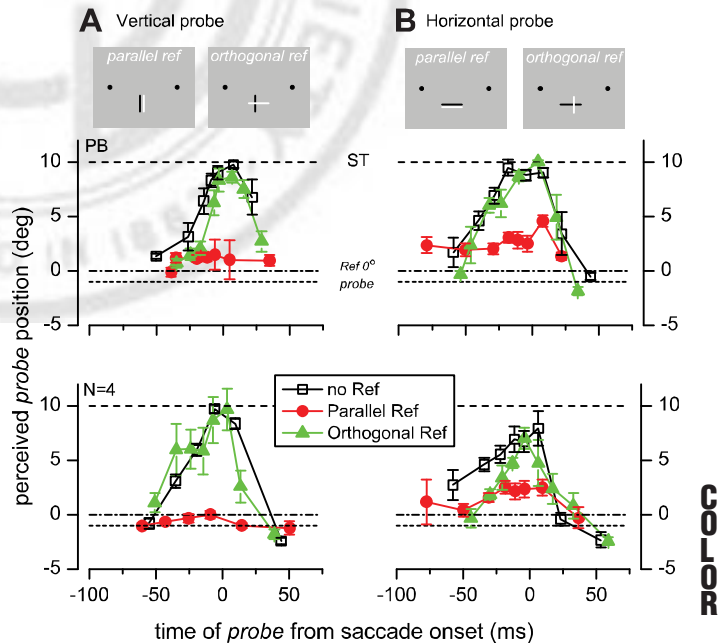 A Vertical probe
B Horizontal probe
parallel ref
orthogonal ref
parallel ref
orthogonal ref
PB
ST
10
5
0
-5
Ref 0°
probe
10
5
0
-5
perceived probe position (deg)
N=4
no Ref
Parallel Ref
Orthogonal Ref
10
5
0
-5
10
5
0
-5
-100 -50 0 50
-100 -50 0 50
time of probe from saccade onset (ms)
COLOR